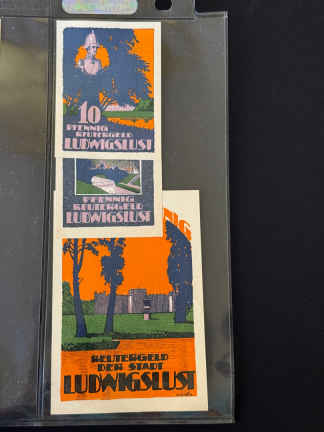 10
PFENNIG
REUTERGELD
LUDWIGSLUST
PFENNIG
REUTERGELD
LUDWIGSLUST
REUTERGELD
DER STADT
LUDWIGSLUST